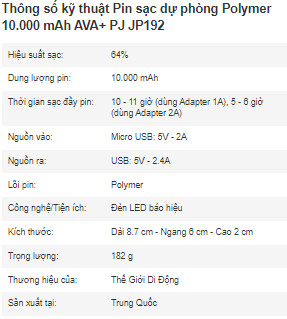 Thông số kỹ thuật Pin sạc dự phòng Polymer
10.000 mAh AVA+ PJ JP192
Hiệu suất sạc: 64%
Dung lượng pin: 10.000 mAh
Thời gian sạc đầy pin: 10 - 11 giờ (dùng Adapter 1A), 5 - 6 giờ
(dùng Adapter 2A)
Nguồn vào: Micro USB: 5V - 2A
Nguồn ra: USB: 5V - 2.4A
Lõi pin: Polymer
Công nghệ/Tiện ích: Đèn LED báo hiệu
Kích thước: Dài 8.7 cm - Ngang 6 cm - Cao 2 cm
Trọng lượng: 182 g
Thương hiệu của: Thế Giới Di Động
Sản xuất tại: Trung Quốc